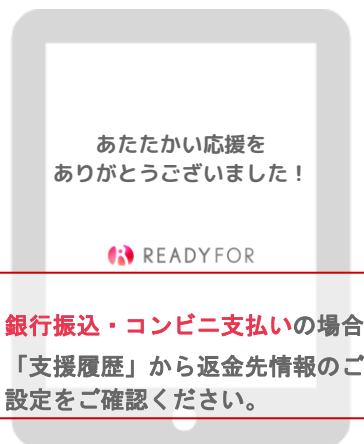 あたたかい応援を
ありがとうございました！
READYFOR
銀行振込・コンビニ支払いの場合
「支援履歴」から返金先情報のご
設定をご確認ください。